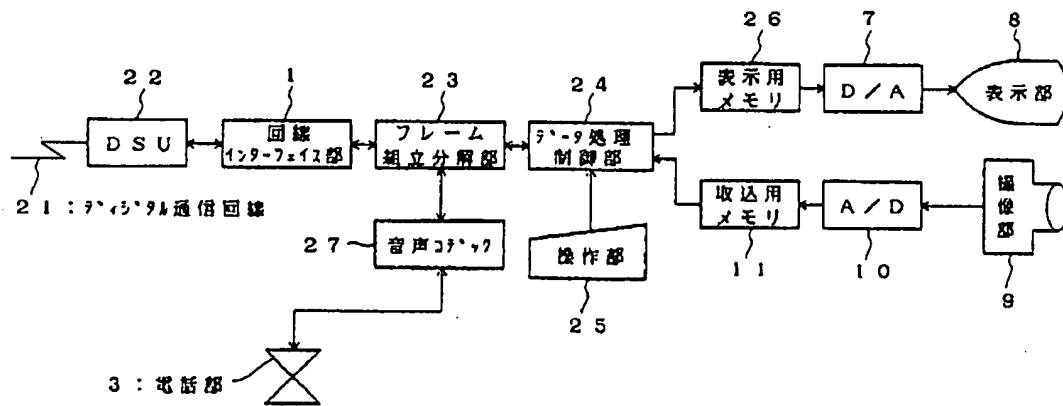 ２２
ＤＳＵ
２１：ﾃﾞｨｼﾞﾀﾙ通信回線
１
回線
ｲﾝﾀｰﾌｪｲｽ部
２３
フレーム
組立分解部
２４
ﾃﾞｰﾀ処理
制御部
２６
表示用
メモリ
７
Ｄ／Ａ
８
表示部
取込用
メモリ
１１
Ａ／Ｄ
１０
撮像部
９
２７
音声ｺﾃﾞｯｸ
操作部
２５
３：電話部